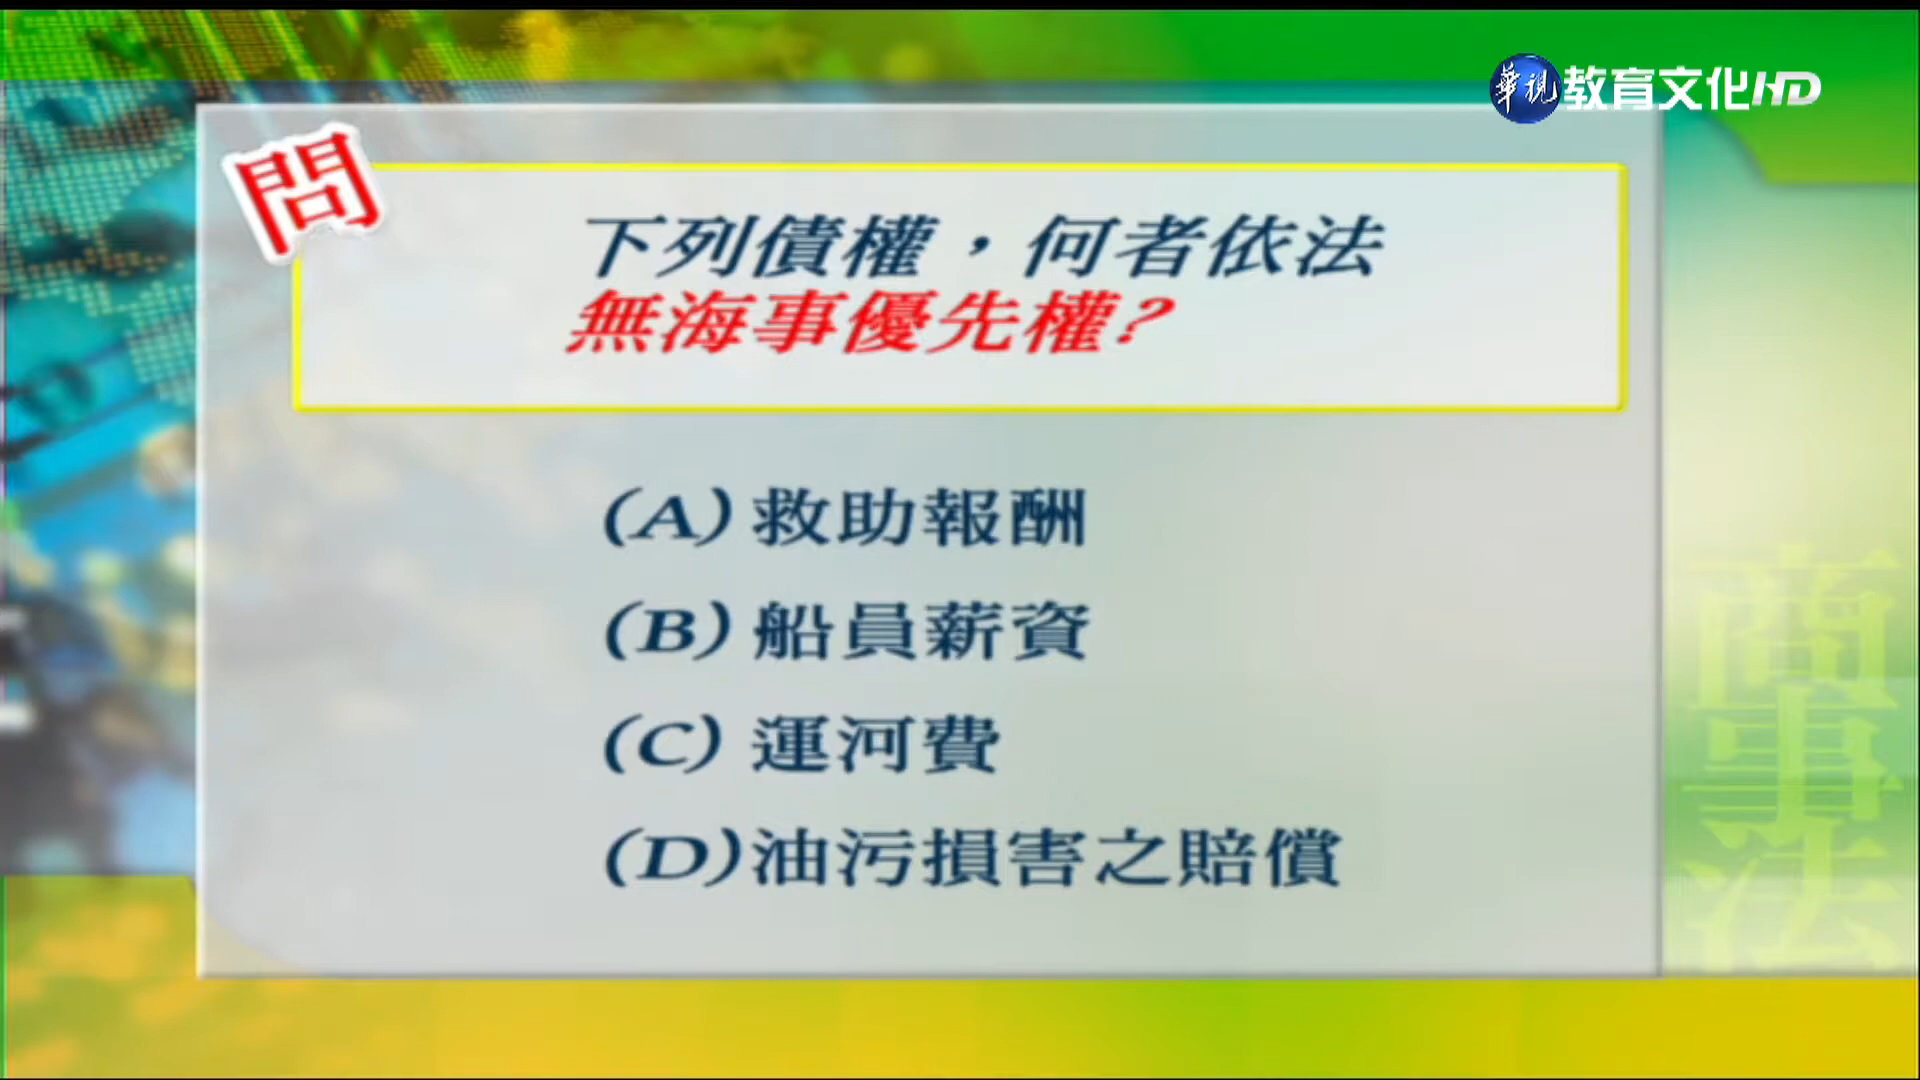 華視 教育文化HD
問
下列債權，何者依法
無海事優先權?
(A) 救助報酬
(B) 船員薪資
(C) 運河費
(D)油污損害之賠償
商事法